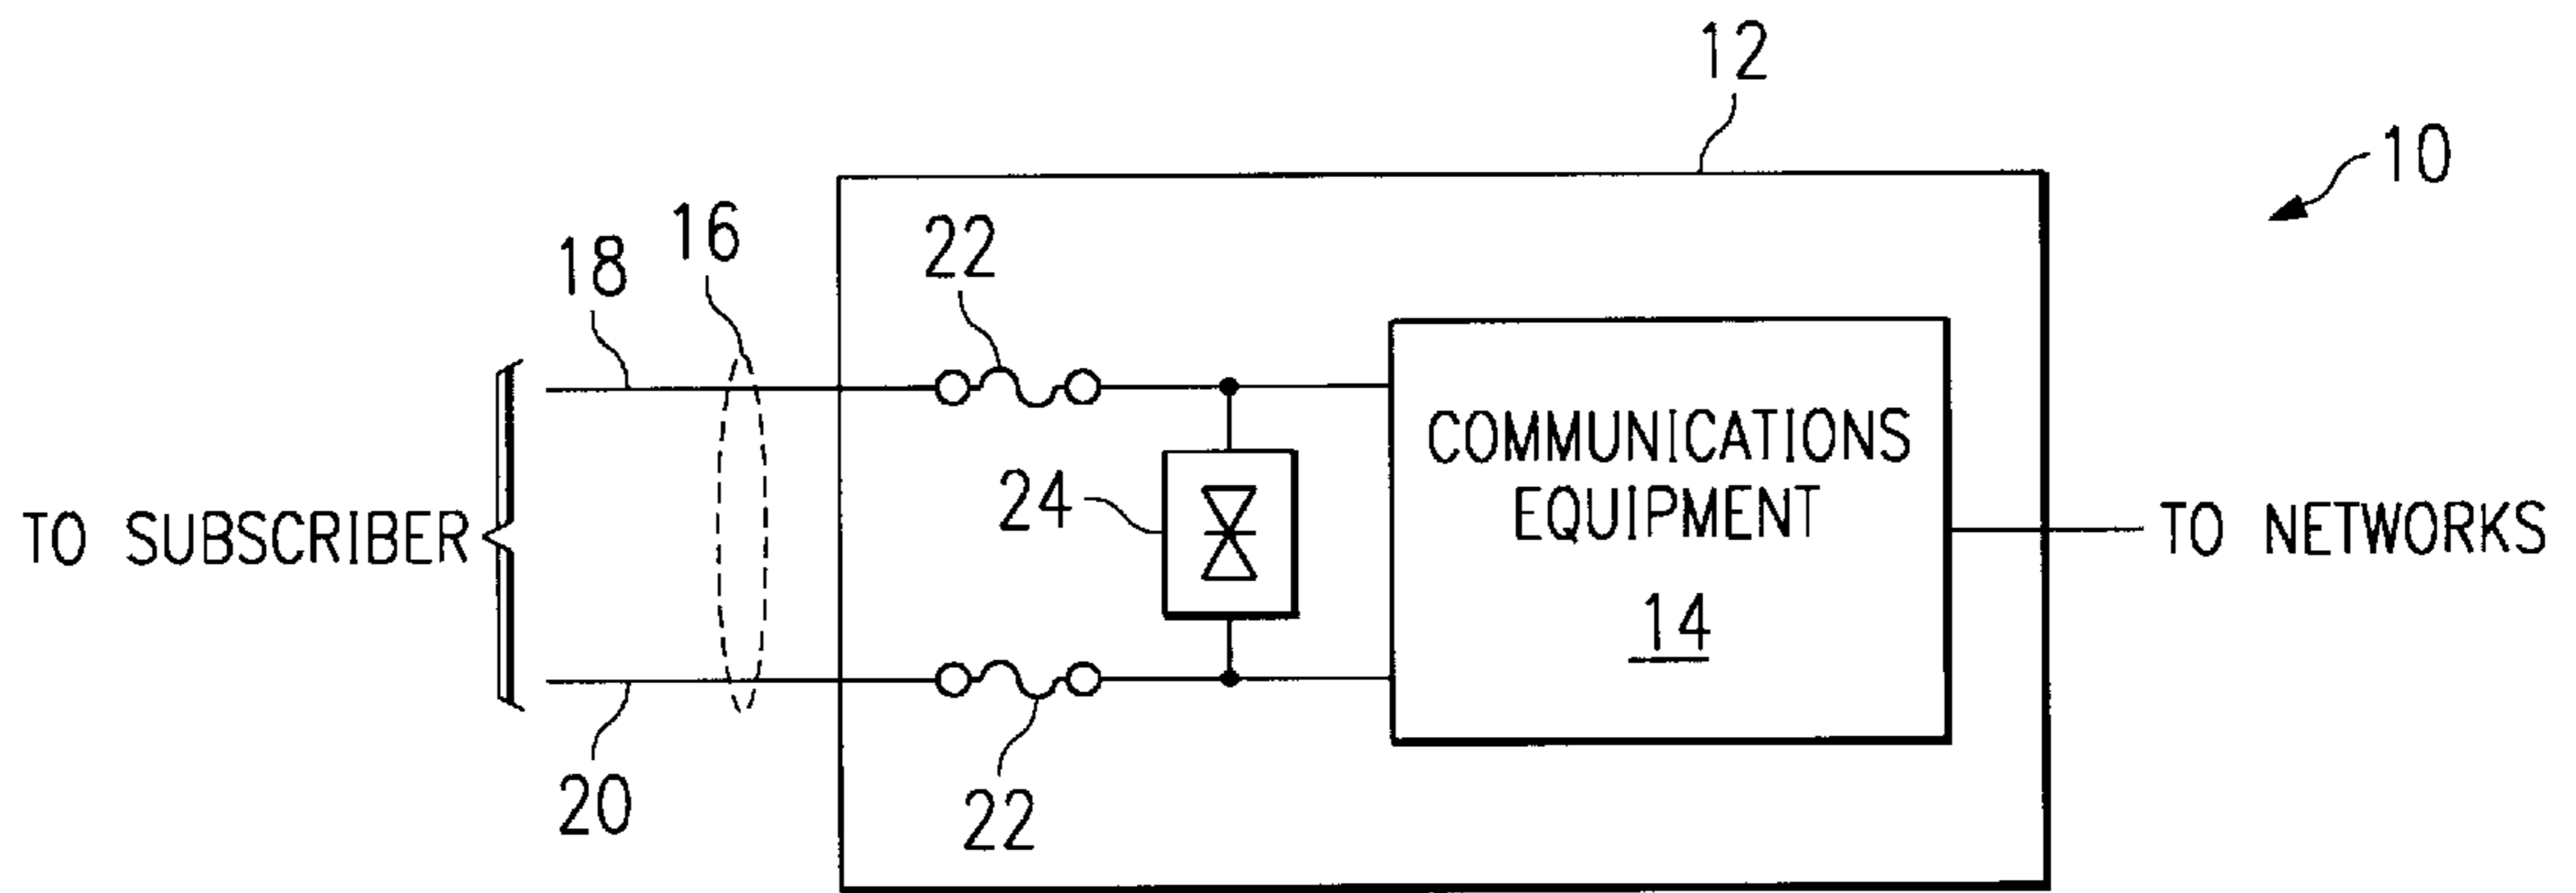 12
10
16
18
22
COMMUNICATIONS
EQUIPMENT
14
24
TO SUBSCRIBER
TO NETWORKS
20
22